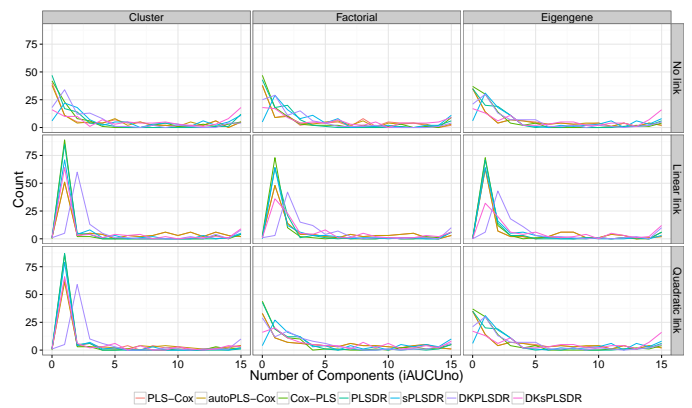 Cluster
Factorial
Eigengene
75
50
25
0
No link
75
50
25
0
Linear link
75
50
25
0
Quadratic link
Count
0 5 10 15 0 5 10 15 0 5 10 15
Number of Components (iAUCUno)
PLS−Cox autoPLS−Cox Cox−PLS PLSDR sPLSDR DKPLSDR DKsPLSDR